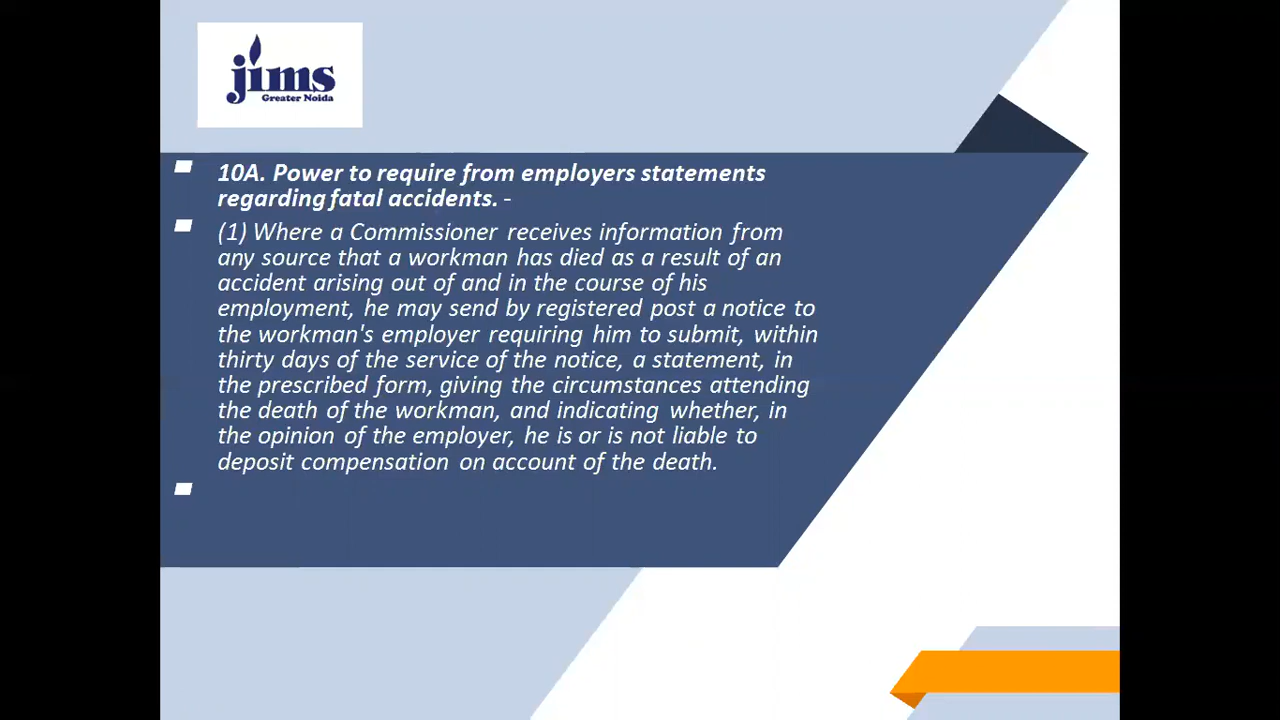 jims
Greater Noida
10A. Power to require from employers statements
regarding fatal accidents. -
(1) Where a Commissioner receives information from
any source that a workman has died as a result of an
accident arising out of and in the course of his
employment, he may send by registered post a notice to
the workman's employer requiring him to submit, within
thirty days of the service of the notice, a statement, in
the prescribed form, giving the circumstances attending
the death of the workman, and indicating whether, in
the opinion of the employer, he is or is not liable to
deposit compensation on account of the death.